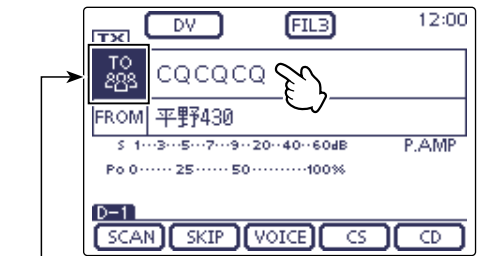 DV FIL3 12:00
TX
TO CQCQCQ
FROM 平野430
S 1···3···5···7···9··20··40··60dB P.AMP
Po 0······25······50·········100%
D-1
SCAN SKIP VOICE CS CD